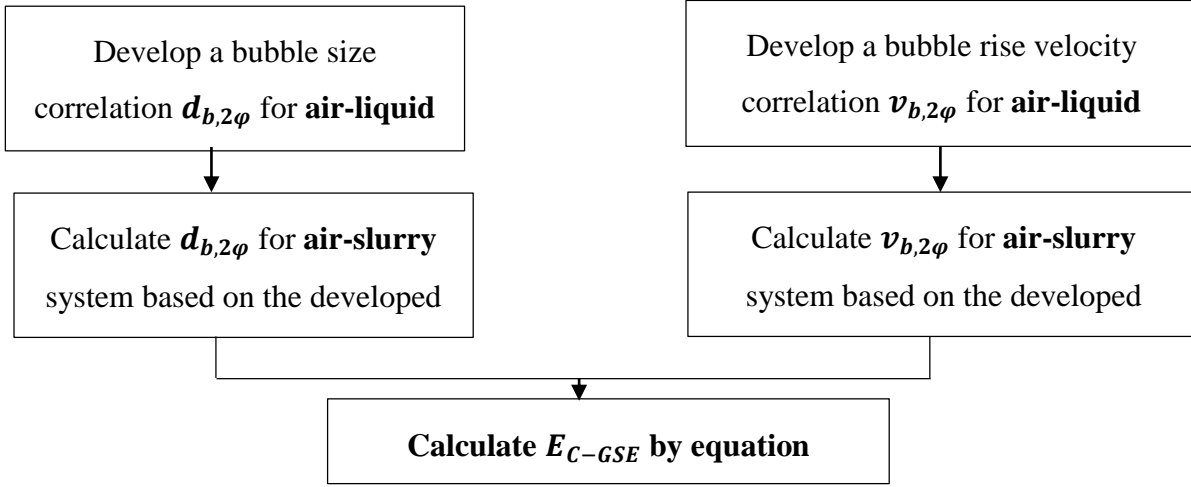 Develop a bubble size
correlation d_{b,2φ} for air-liquid
Develop a bubble rise velocity
correlation v_{b,2φ} for air-liquid
Calculate d_{b,2φ} for air-slurry
system based on the developed
Calculate v_{b,2φ} for air-slurry
system based on the developed
Calculate E_{C−GSE} by equation